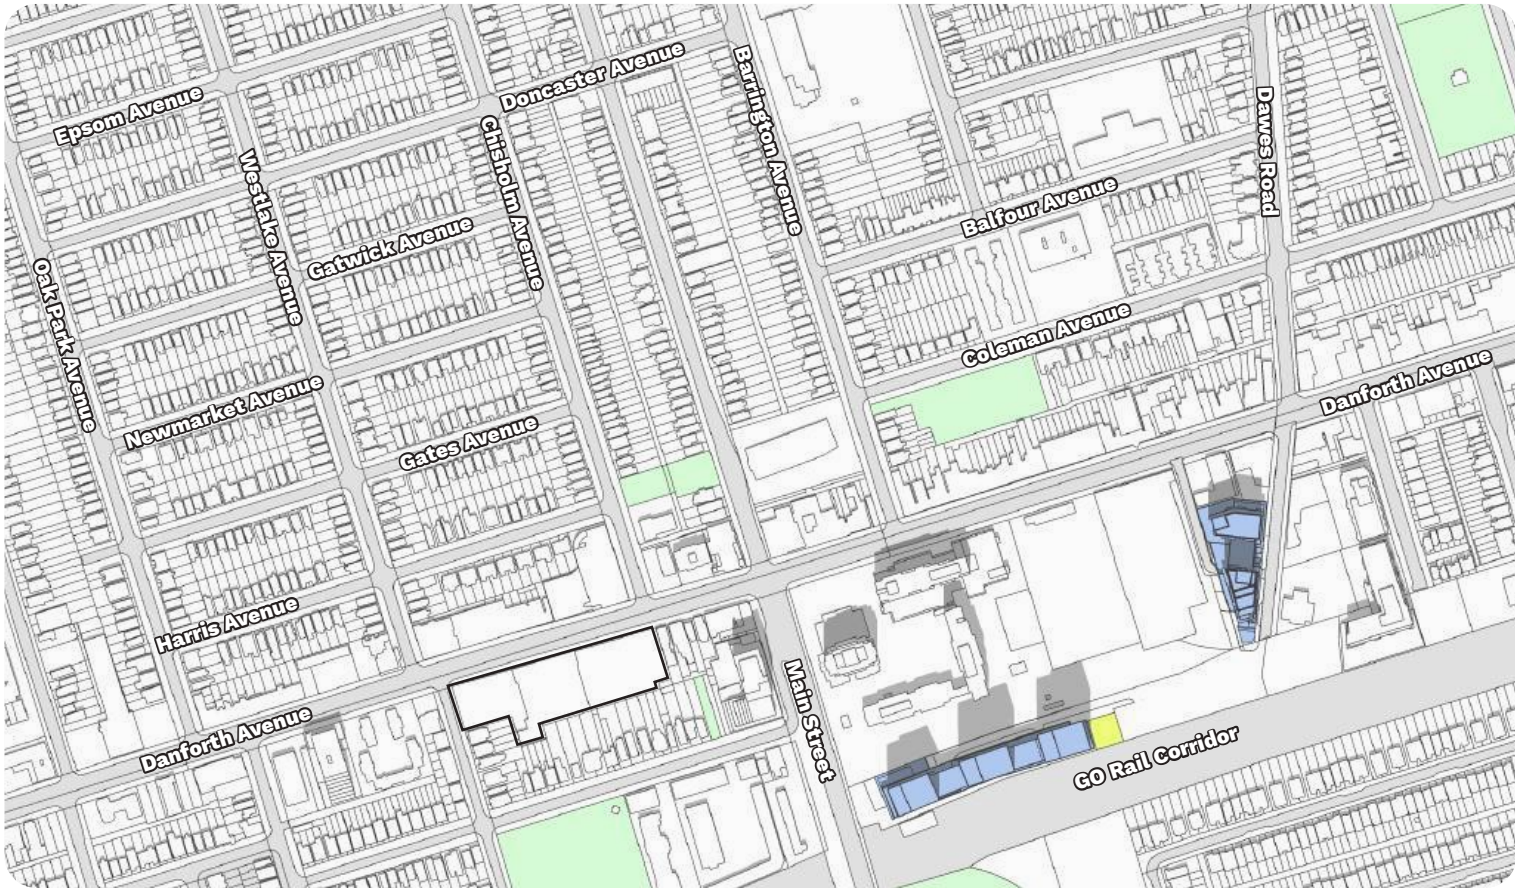 Doncaster Avenue
Epsom Avenue
Barrington Avenue
Dawes Road
Chisholm Avenue
Westlake Avenue
Balfour Avenue
Gatwick Avenue
Oak Park Avenue
Coleman Avenue
Danforth Avenue
Newmarket Avenue
Gates Avenue
Harris Avenue
Main Street
Danforth Avenue
GO Rail Corridor